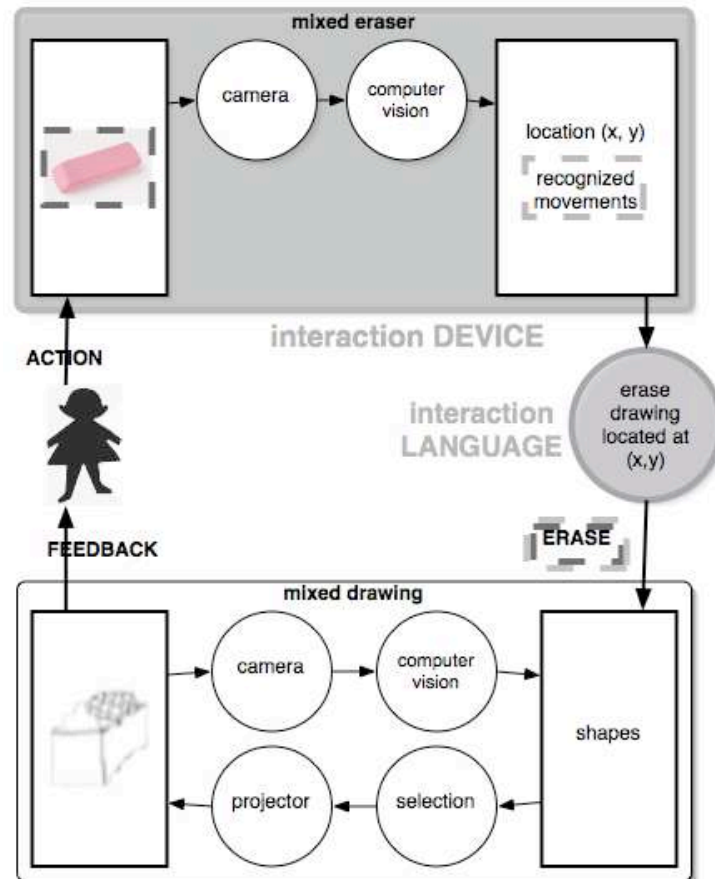 mixed eraser
camera
computer
vision
location (x, y)
recognized
movements
interaction DEVICE
ACTION
interaction
LANGUAGE
erase
drawing
located at
(x,y)
FEEDBACK
ERASE
mixed drawing
camera
computer
vision
shapes
projector
selection